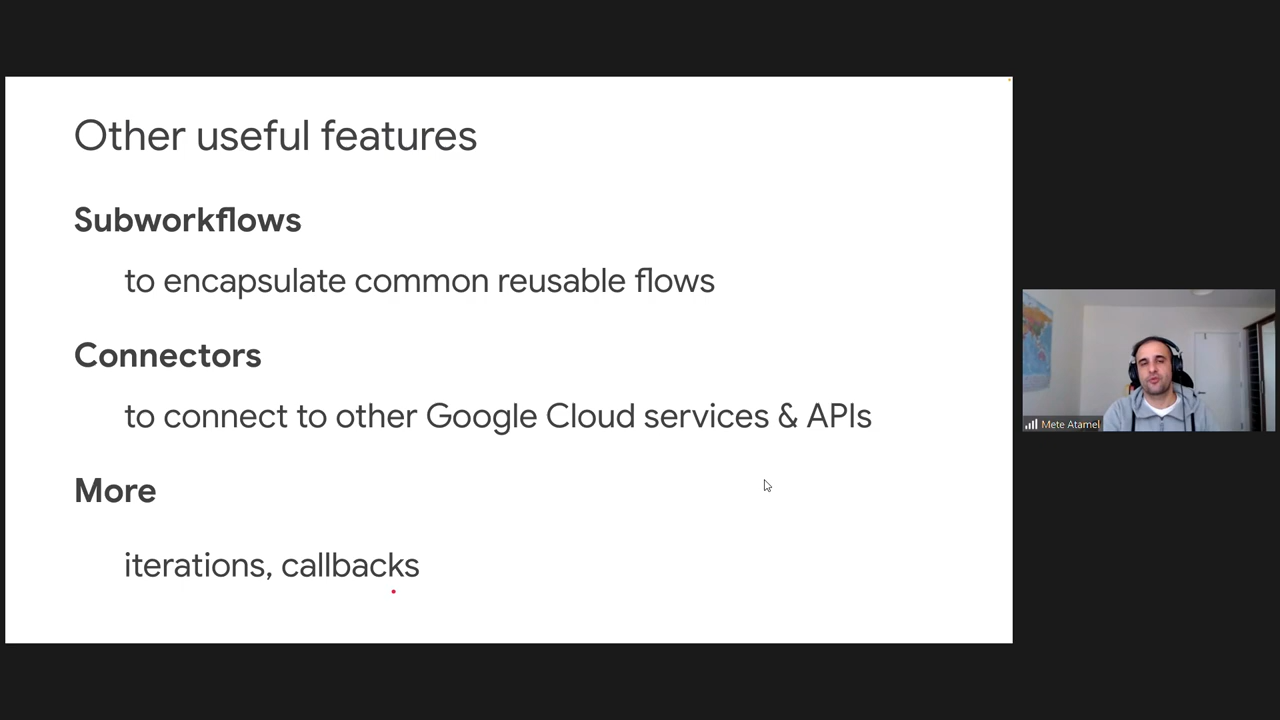 Other useful features
Subworkflows
to encapsulate common reusable flows
Connectors
to connect to other Google Cloud services & APIs
More
iterations, callbacks
Mete Atamel